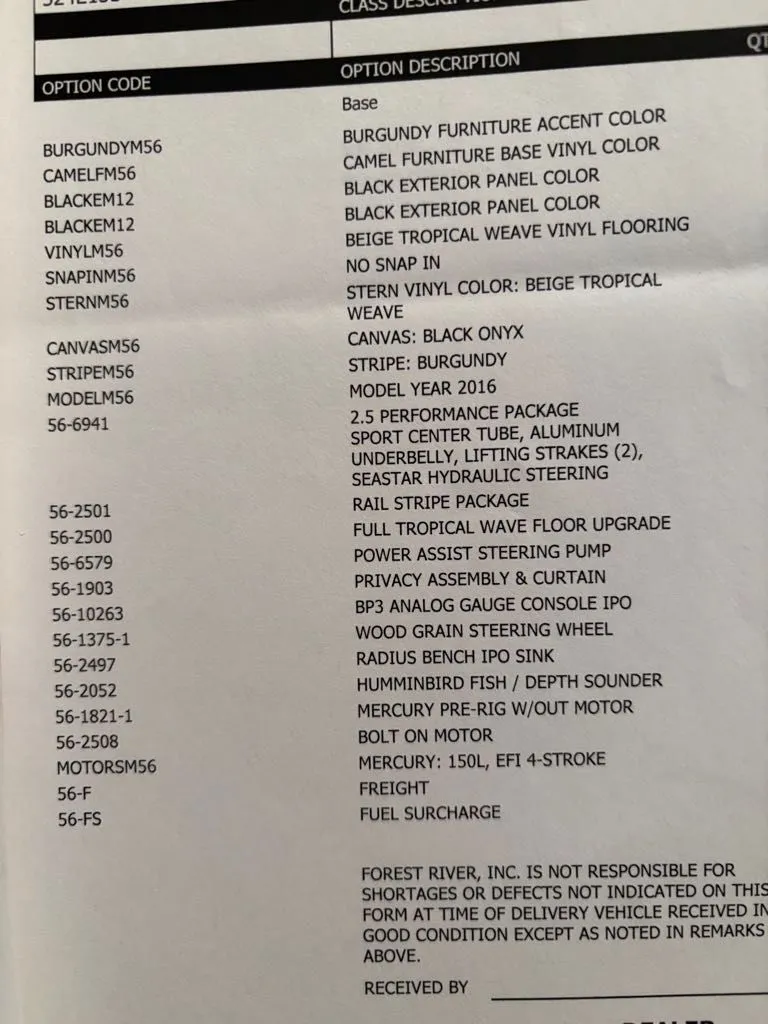 CLASS
OPTION CODE OPTION DESCRIPTION
Base
BURGUNDYM56 BURGUNDY FURNITURE ACCENT COLOR
CAMELFM56 CAMEL FURNITURE BASE VINYL COLOR
BLACKEM12 BLACK EXTERIOR PANEL COLOR
BLACKEM12 BLACK EXTERIOR PANEL COLOR
VINYLM56 BEIGE TROPICAL WEAVE VINYL FLOORING
SNAPINM56 NO SNAP IN
STERNM56 STERN VINYL COLOR: BEIGE TROPICAL
WEAVE
CANVASM56 CANVAS: BLACK ONYX
STRIPEM56 STRIPE: BURGUNDY
MODELM56 MODEL YEAR 2016
56-6941 2.5 PERFORMANCE PACKAGE
SPORT CENTER TUBE, ALUMINUM
UNDERBELLY, LIFTING STRAKES (2),
SEASTAR HYDRAULIC STEERING
56-2501 RAIL STRIPE PACKAGE
56-2500 FULL TROPICAL WAVE FLOOR UPGRADE
56-6579 POWER ASSIST STEERING PUMP
56-1903 PRIVACY ASSEMBLY & CURTAIN
56-10263 BP3 ANALOG GAUGE CONSOLE IPO
56-1375-1 WOOD GRAIN STEERING WHEEL
56-2497 RADIUS BENCH IPO SINK
56-2052 HUMMINBIRD FISH / DEPTH SOUNDER
56-1821-1 MERCURY PRE-RIG W/OUT MOTOR
56-2508 BOLT ON MOTOR
MOTORSM56 MERCURY: 150L, EFI 4-STROKE
56-F FREIGHT
56-FS FUEL SURCHARGE
FOREST RIVER, INC. IS NOT RESPONSIBLE FOR
SHORTAGES OR DEFECTS NOT INDICATED ON THIS
FORM AT TIME OF DELIVERY VEHICLE RECEIVED IN
GOOD CONDITION EXCEPT AS NOTED IN REMARKS
ABOVE.
RECEIVED BY